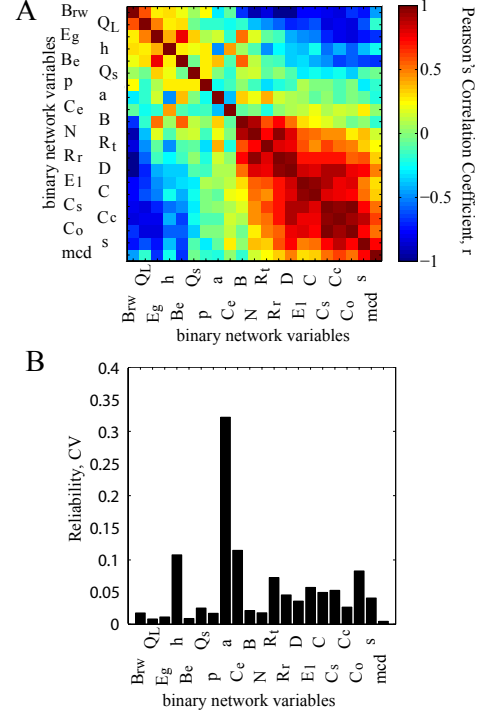 A
binary network variables
Brw
QL
Eg
h
Be
Qs
p
a
Ce
B
N
Rt
Rr
D
El
C
Cs
Cc
Co
s
mcd
1
0.5
0
−0.5
−1
Pearson's Correlation Coefficient, r
Brw QL Eg h Be Qs p a Ce B N Rt Rr D El C Cs Cc Co s mcd
binary network variables
B
Reliability, CV
0.4
0.35
0.3
0.25
0.2
0.15
0.1
0.05
0
Brw QL Eg h Be Qs p a Ce B N Rt Rr D El C Cs Cc Co s mcd
binary network variables